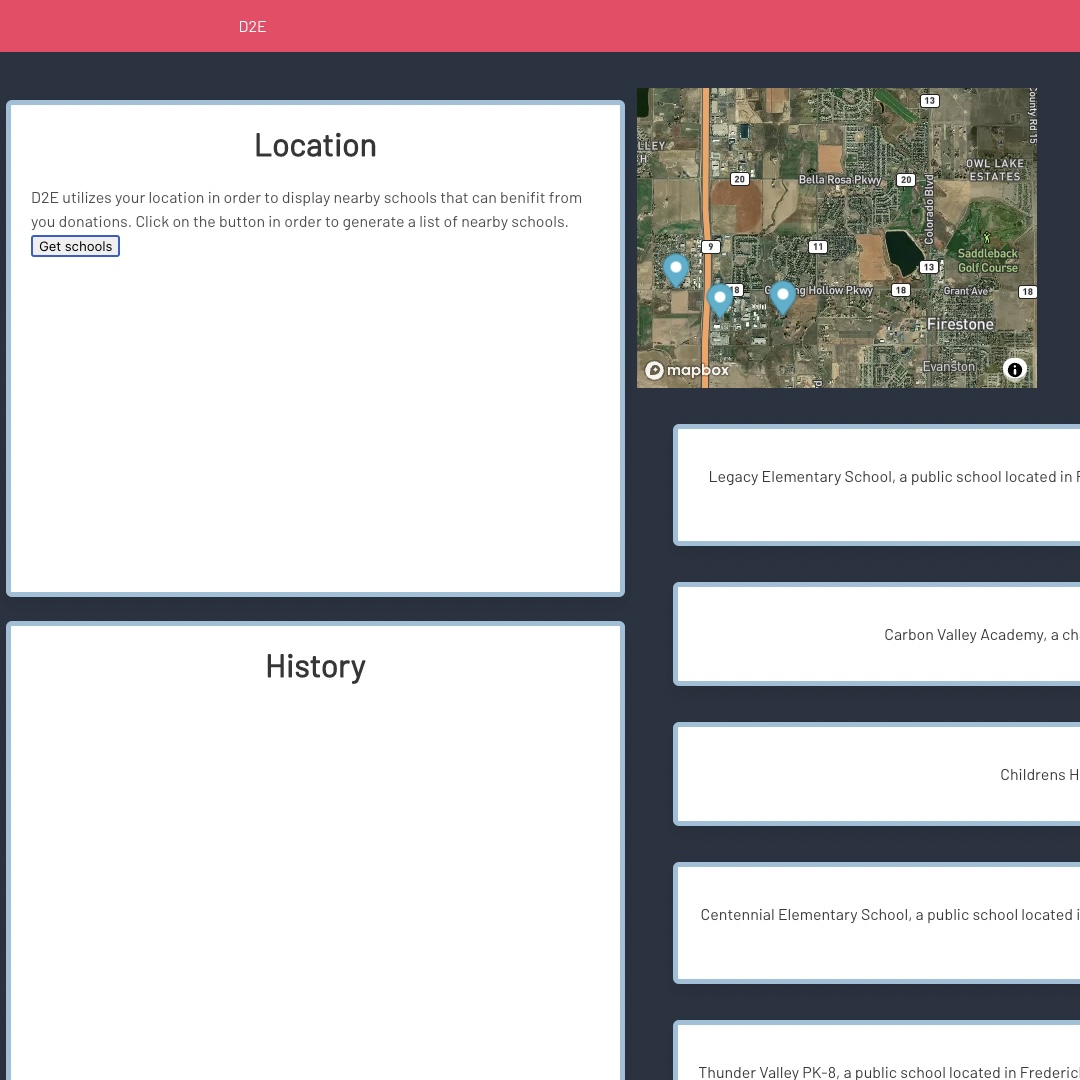 D2E
Location
D2E utilizes your location in order to display nearby schools that can benifit from
you donations. Click on the button in order to generate a list of nearby schools.
Get schools
History
13
County Rd 15
LLEY
H
OWL LAKE
ESTATES
20
Bella Rosa Pkwy
20
Colorado Blvd
9
11
Saddleback
Golf Course
13
18
ng Hollow Pkwy
18
Grant Ave
18
Firestone
Evanston
mapbox
Legacy Elementary School, a public school located in
Carbon Valley Academy, a ch
Childrens H
Centennial Elementary School, a public school located i
Thunder Valley PK-8, a public school located in Frederic